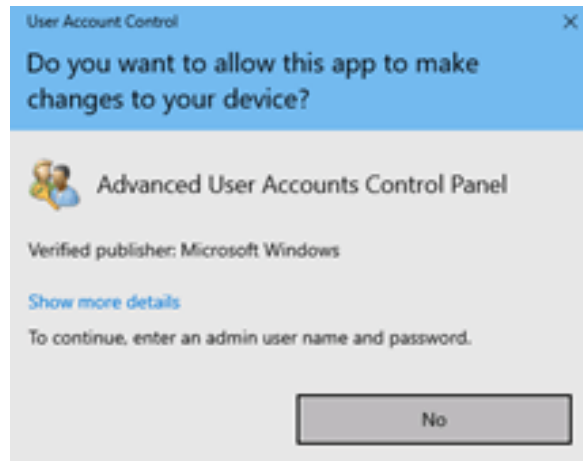 User Account Control
Do you want to allow this app to make
changes to your device?
Advanced User Accounts Control Panel
Verified publisher: Microsoft Windows
Show more details
To continue, enter an admin user name and password.
No